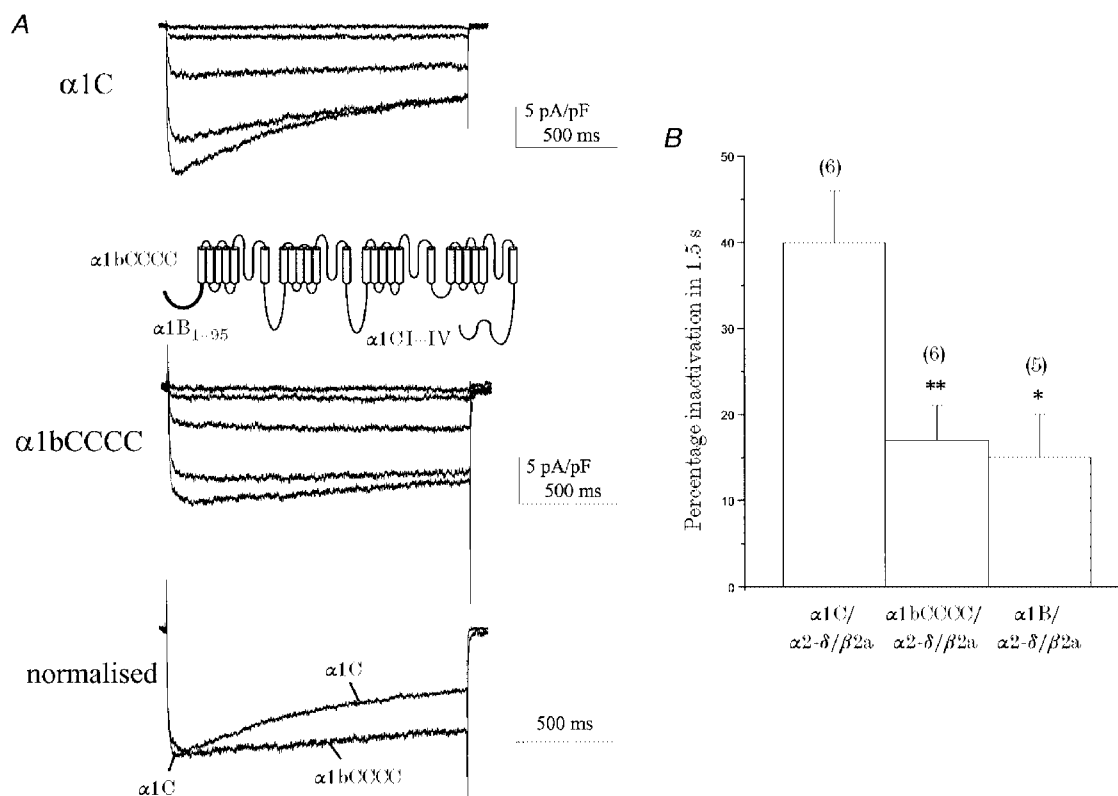 A
α1C
5 pA/pF
500 ms
α1bCCCC
α1B1–95
α1CI–IV
α1bCCCC
5 pA/pF
500 ms
normalised
α1C
α1C
α1bCCCC
500 ms
B
Percentage inactivation in 1.5 s
50
40
30
20
10
0
(6)
(6)
**
(5)
*
α1C/
α2-δ/β2a
α1bCCCC/
α2-δ/β2a
α1B/
α2-δ/β2a